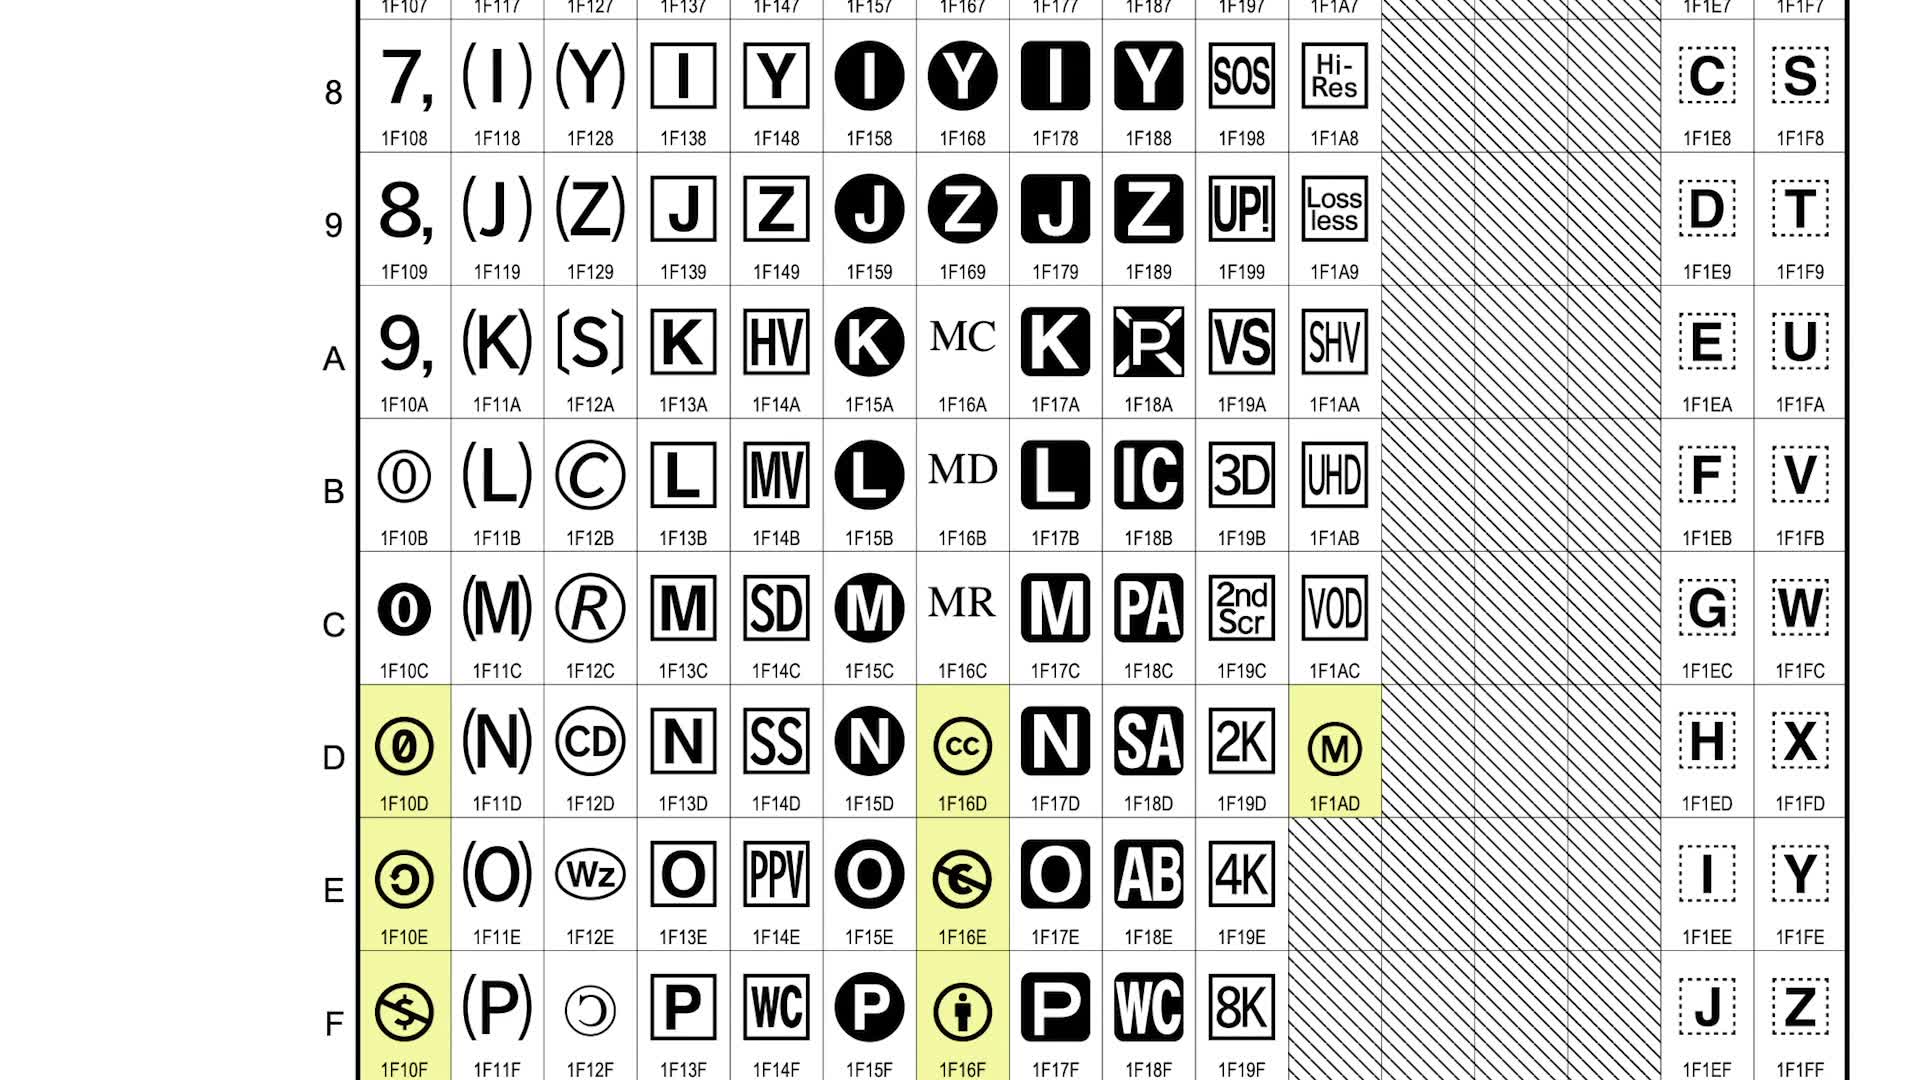 1F107 1F117 1F127 1F137 1F147 1F157 1F167 1F177 1F187 1F197 1F1A7 1F1E7 1F1F7
8 7, (I) (Y) I Y I Y I Y SOS Hi-Res C S
1F108 1F118 1F128 1F138 1F148 1F158 1F168 1F178 1F188 1F198 1F1A8 1F1E8 1F1F8
9 8, (J) (Z) J Z J Z J Z UP! Loss less D T
1F109 1F119 1F129 1F139 1F149 1F159 1F169 1F179 1F189 1F199 1F1A9 1F1E9 1F1F9
A 9, (K) 〔S〕 K HV K MC K P VS SHV E U
1F10A 1F11A 1F12A 1F13A 1F14A 1F15A 1F16A 1F17A 1F18A 1F19A 1F1AA 1F1EA 1F1FA
B 0 (L) C L MV L MD L IC 3D UHD F V
1F10B 1F11B 1F12B 1F13B 1F14B 1F15B 1F16B 1F17B 1F18B 1F19B 1F1AB 1F1EB 1F1FB
C 0 (M) R M SD M MR M PA 2nd Scr VOD G W
1F10C 1F11C 1F12C 1F13C 1F14C 1F15C 1F16C 1F17C 1F18C 1F19C 1F1AC 1F1EC 1F1FC
D 0 (N) CD N SS N cc N SA 2K M H X
1F10D 1F11D 1F12D 1F13D 1F14D 1F15D 1F16D 1F17D 1F18D 1F19D 1F1AD 1F1ED 1F1FD
E 🄎 (O) Wz O PPV O C O AB 4K I Y
1F10E 1F11E 1F12E 1F13E 1F14E 1F15E 1F16E 1F17E 1F18E 1F19E 1F1EE 1F1FE
F $ (P) Ɔ P WC P P WC 8K J Z
1F10F 1F11F 1F12F 1F13F 1F14F 1F15F 1F16F 1F17F 1F18F 1F19F 1F1EF 1F1FF